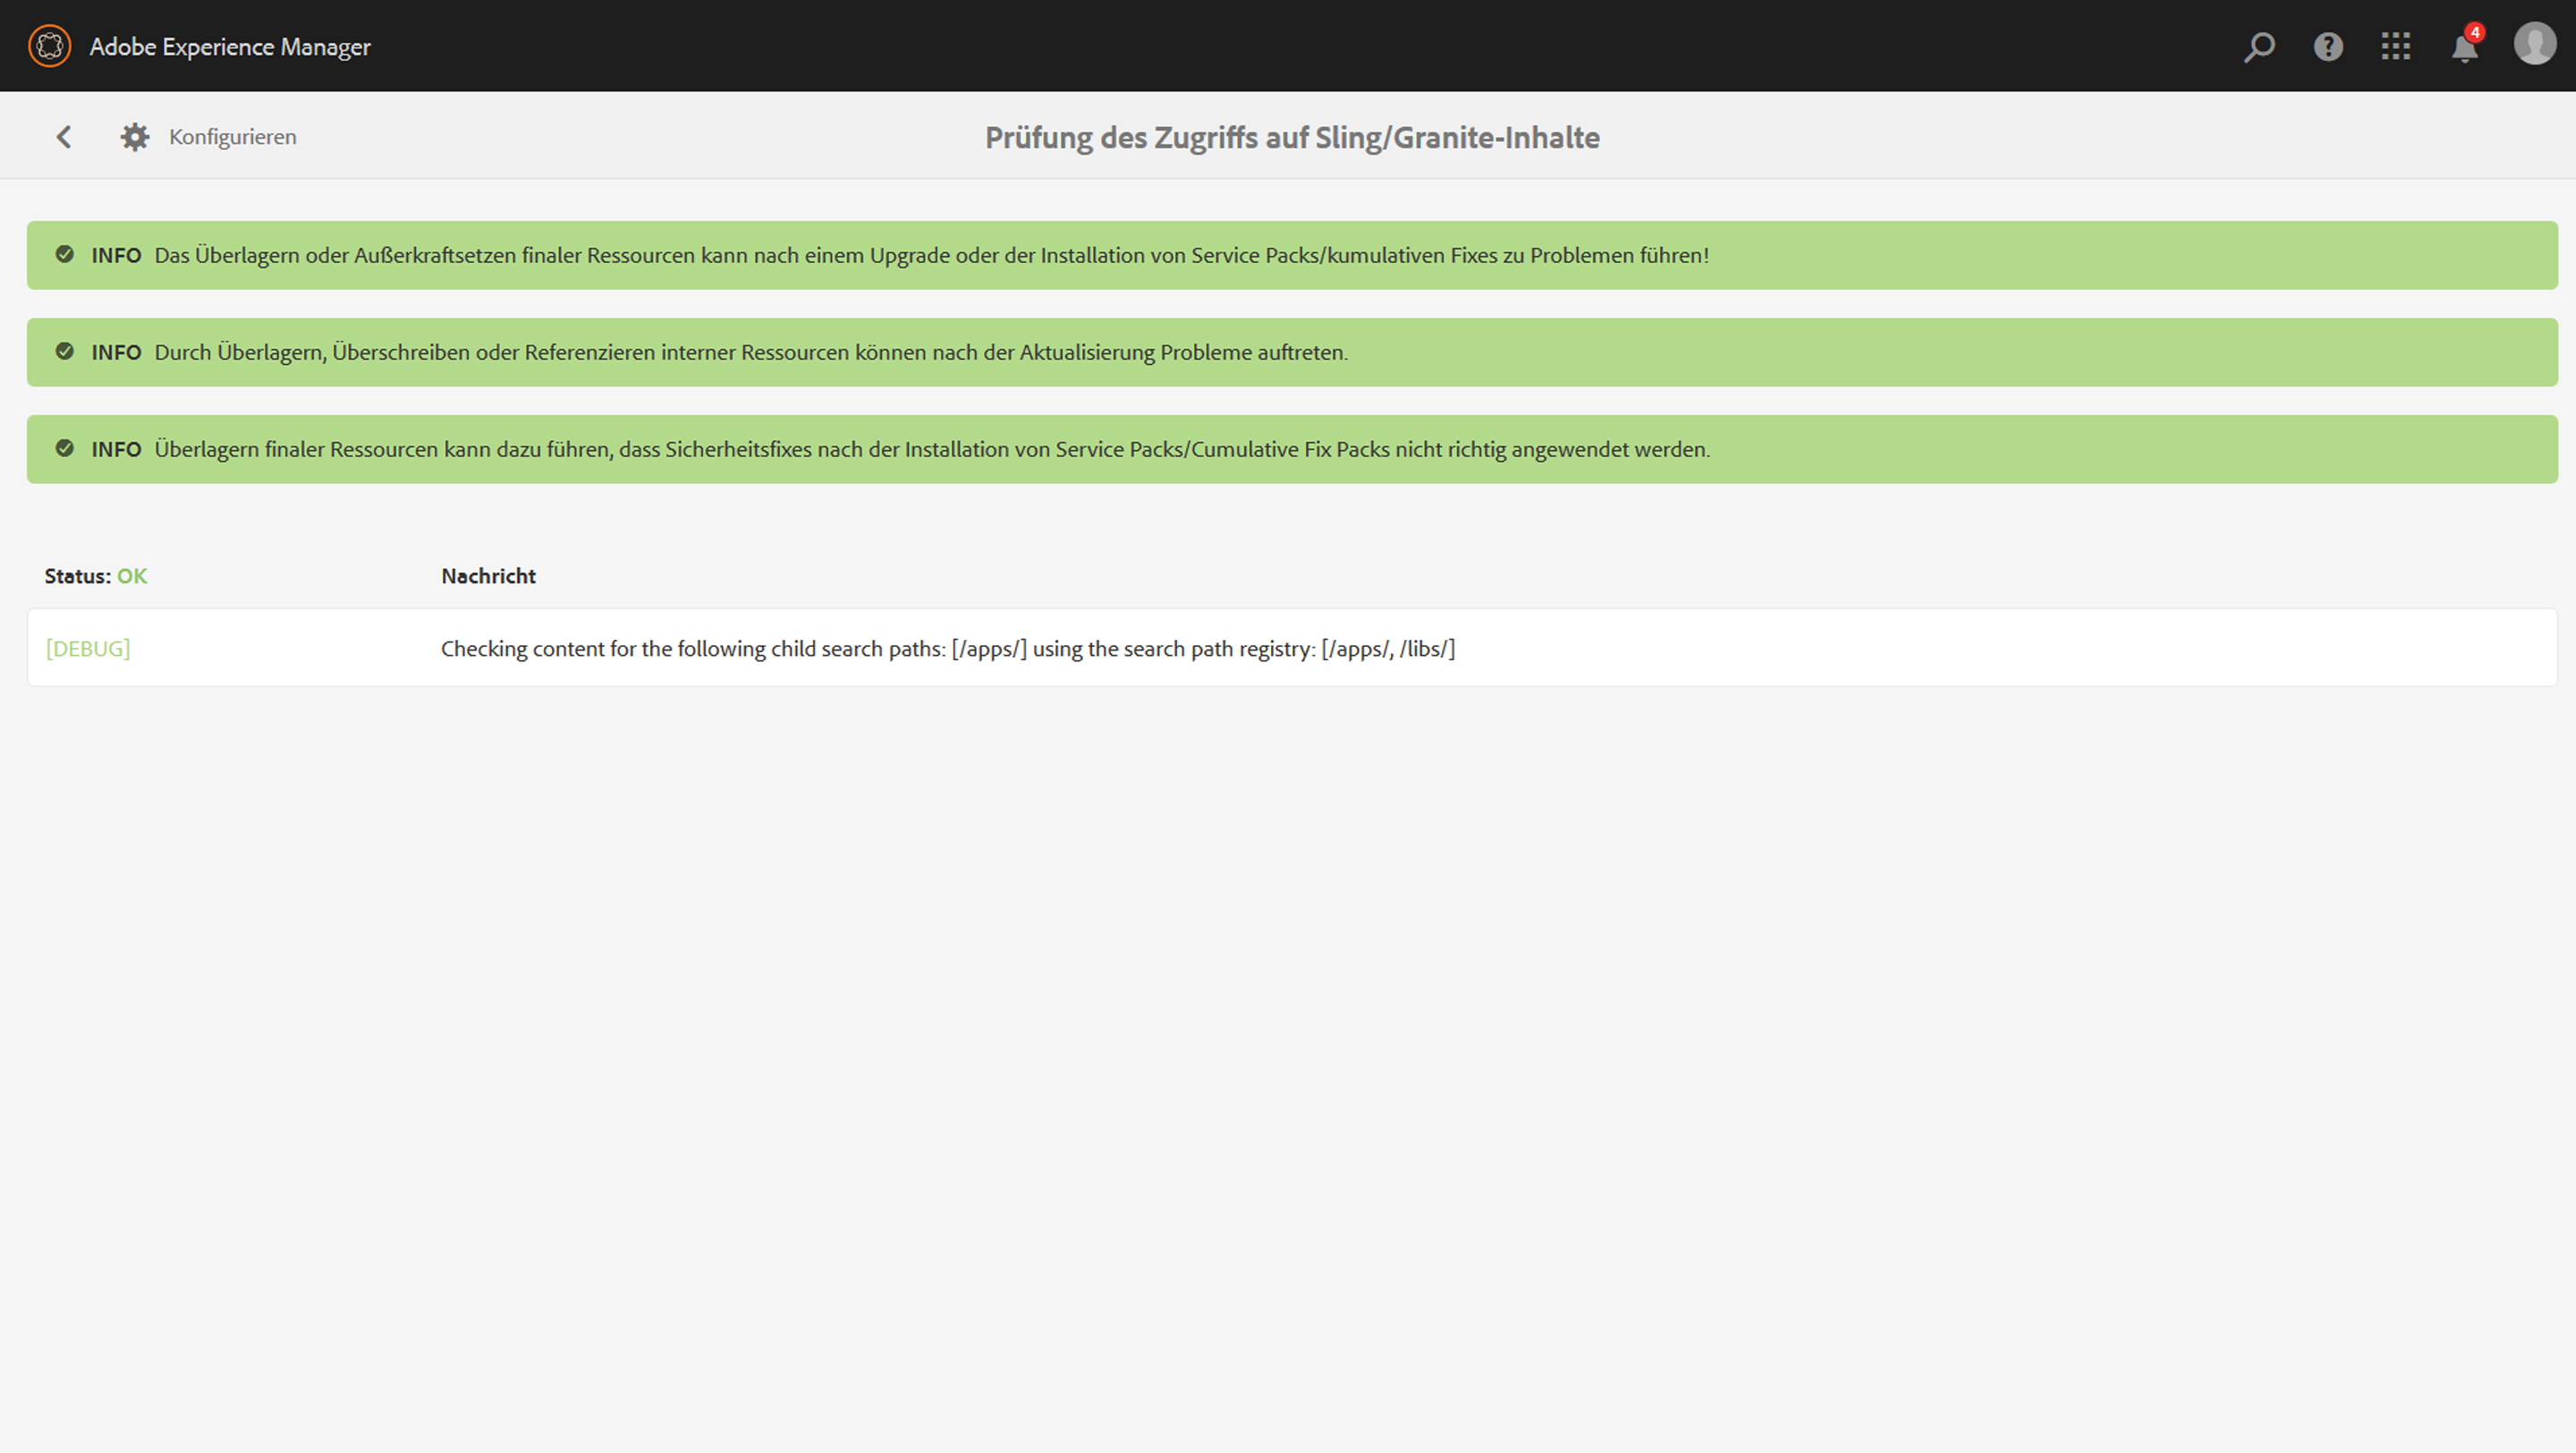 Adobe Experience Manager
4
Konfigurieren
Prüfung des Zugriffs auf Sling/Granite-Inhalte
INFO Das Überlagern oder Außerkraftsetzen finaler Ressourcen kann nach einem Upgrade oder der Installation von Service Packs/kumulativen Fixes zu Problemen führen!
INFO Durch Überlagern, Überschreiben oder Referenzieren interner Ressourcen können nach der Aktualisierung Probleme auftreten.
INFO Überlagern finaler Ressourcen kann dazu führen, dass Sicherheitsfixes nach der Installation von Service Packs/Cumulative Fix Packs nicht richtig angewendet werden.
Status: OK Nachricht
[DEBUG] Checking content for the following child search paths: [/apps/] using the search path registry: [/apps/, /libs/]